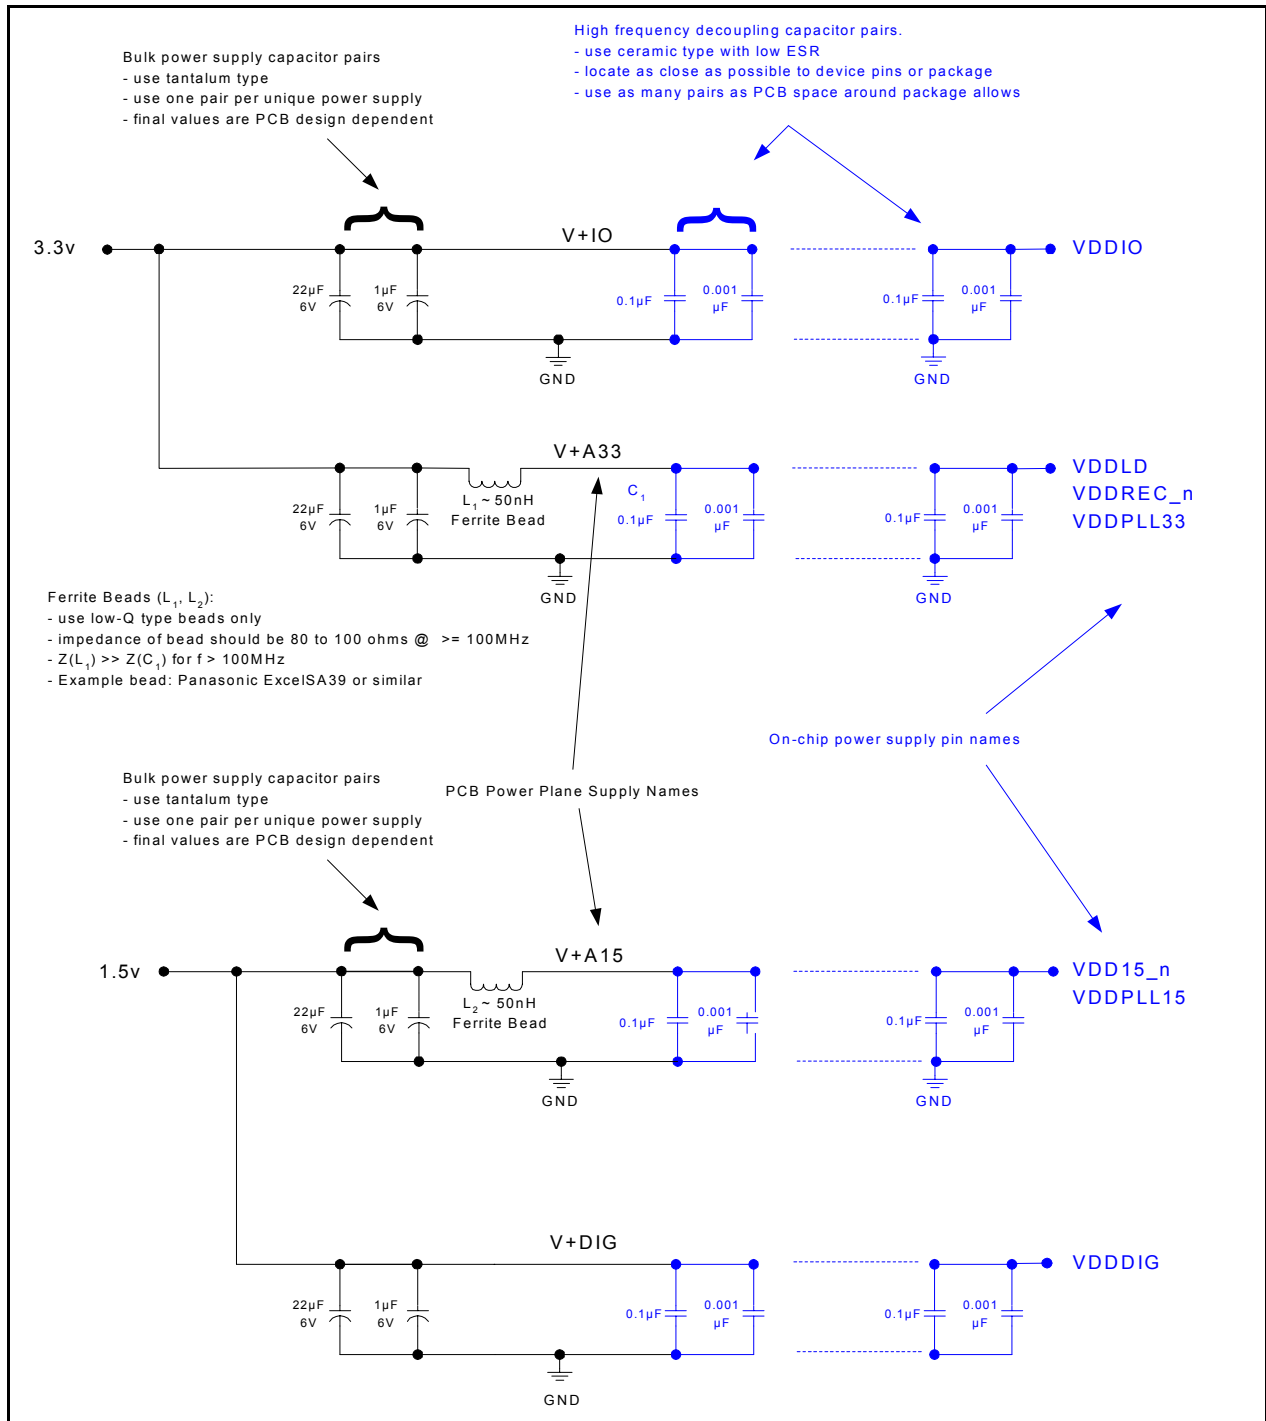 High frequency decoupling capacitor pairs.
- use ceramic type with low ESR
- locate as close as possible to device pins or package
- use as many pairs as PCB space around package allows
Bulk power supply capacitor pairs
- use tantalum type
- use one pair per unique power supply
- final values are PCB design dependent
3.3v
V+IO
VDDIO
22µF
6V
1µF
6V
0.1µF
0.001
µF
0.1µF
0.001
µF
GND
GND
V+A33
VDDLD
VDDREC_n
VDDPLL33
22µF
6V
1µF
6V
L1 ~ 50nH
Ferrite Bead
C1
0.1µF
0.001
µF
0.1µF
0.001
µF
GND
GND
Ferrite Beads (L1, L2):
- use low-Q type beads only
- impedance of bead should be 80 to 100 ohms @ >= 100MHz
- Z(L1) >> Z(C1) for f > 100MHz
- Example bead: Panasonic ExcelSA39 or similar
On-chip power supply pin names
PCB Power Plane Supply Names
Bulk power supply capacitor pairs
- use tantalum type
- use one pair per unique power supply
- final values are PCB design dependent
1.5v
V+A15
VDD15_n
VDDPLL15
22µF
6V
1µF
6V
L2 ~ 50nH
Ferrite Bead
0.1µF
0.001
µF
0.1µF
0.001
µF
GND
GND
V+DIG
VDDDIG
22µF
6V
1µF
6V
0.1µF
0.001
µF
0.1µF
0.001
µF
GND